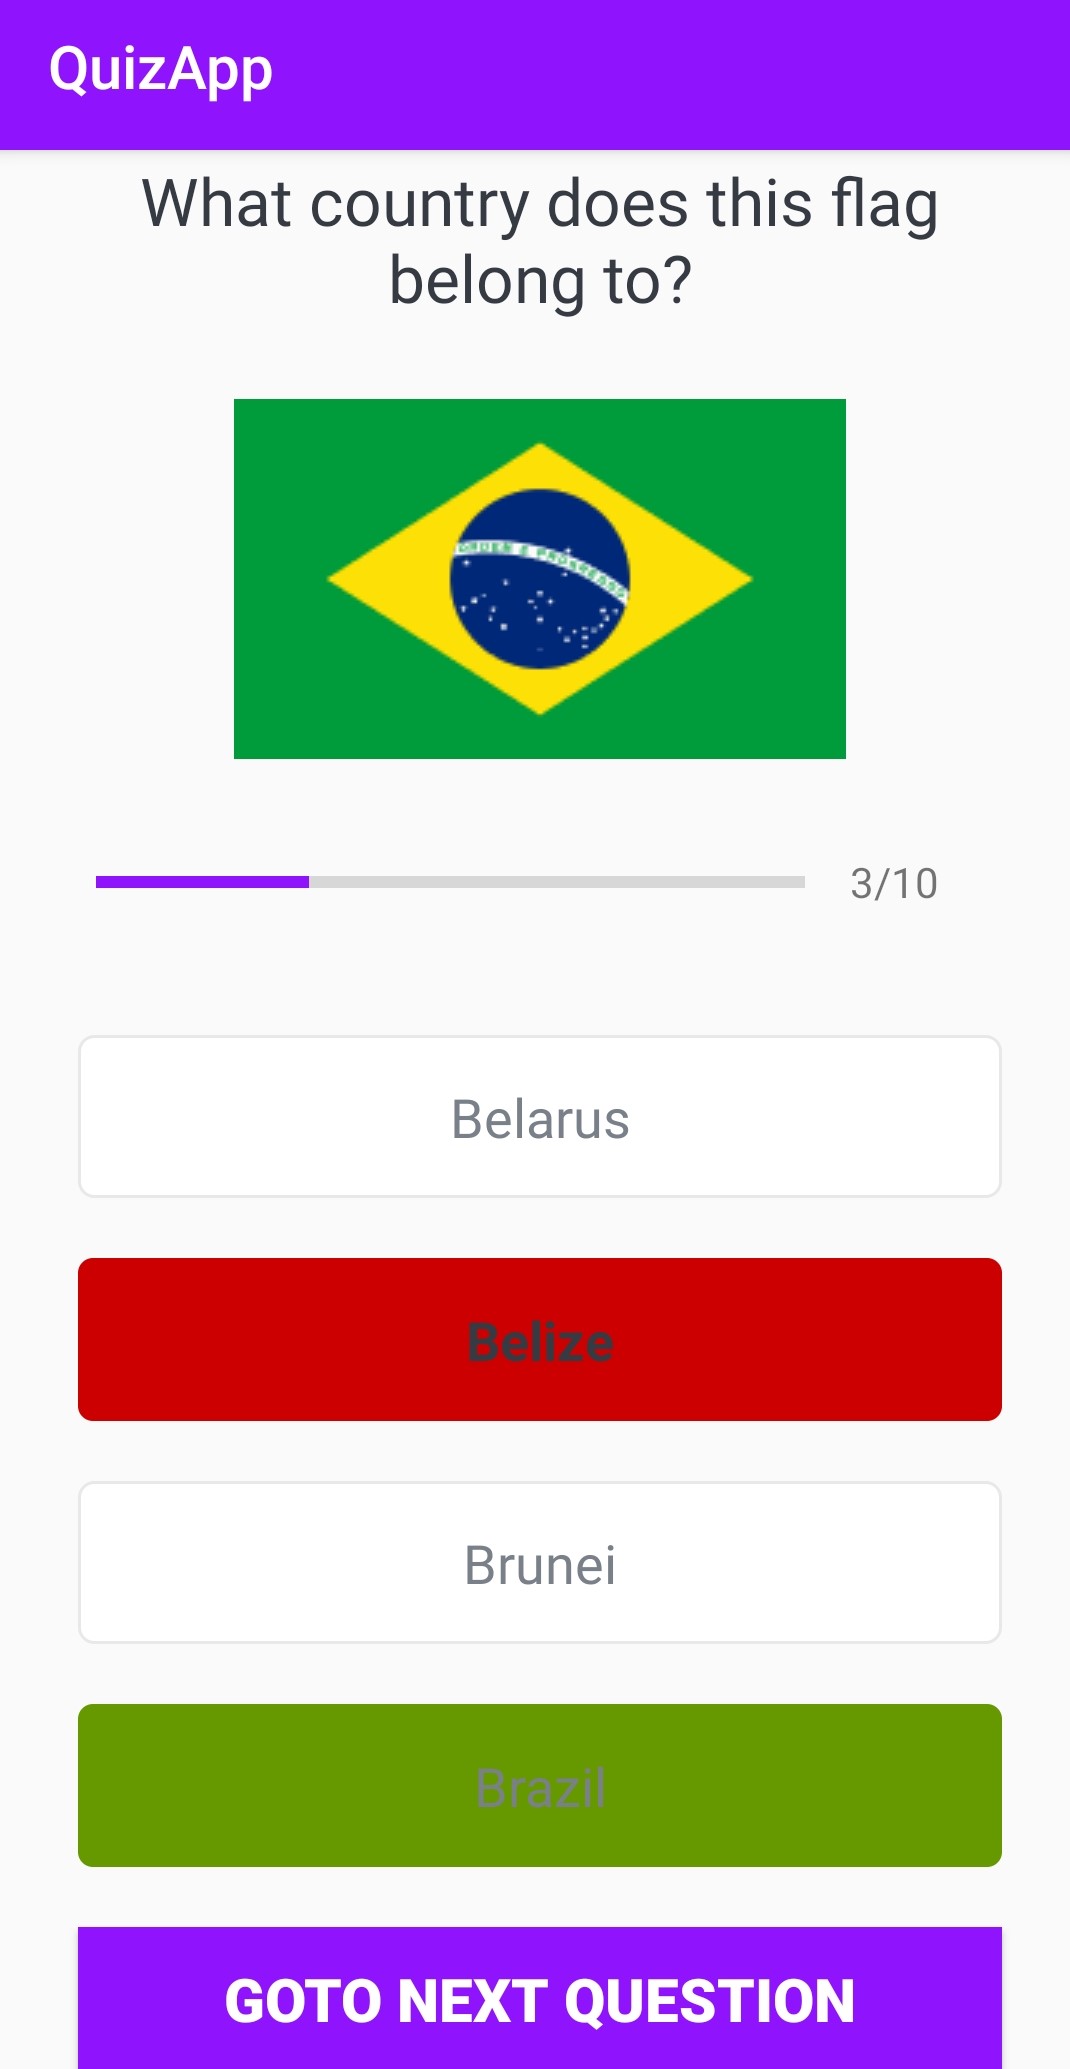 QuizApp
What country does this flag
belong to?
ORDEM E PROGRESSO
3/10
Belarus
Belize
Brunei
Brazil
GOTO NEXT QUESTION